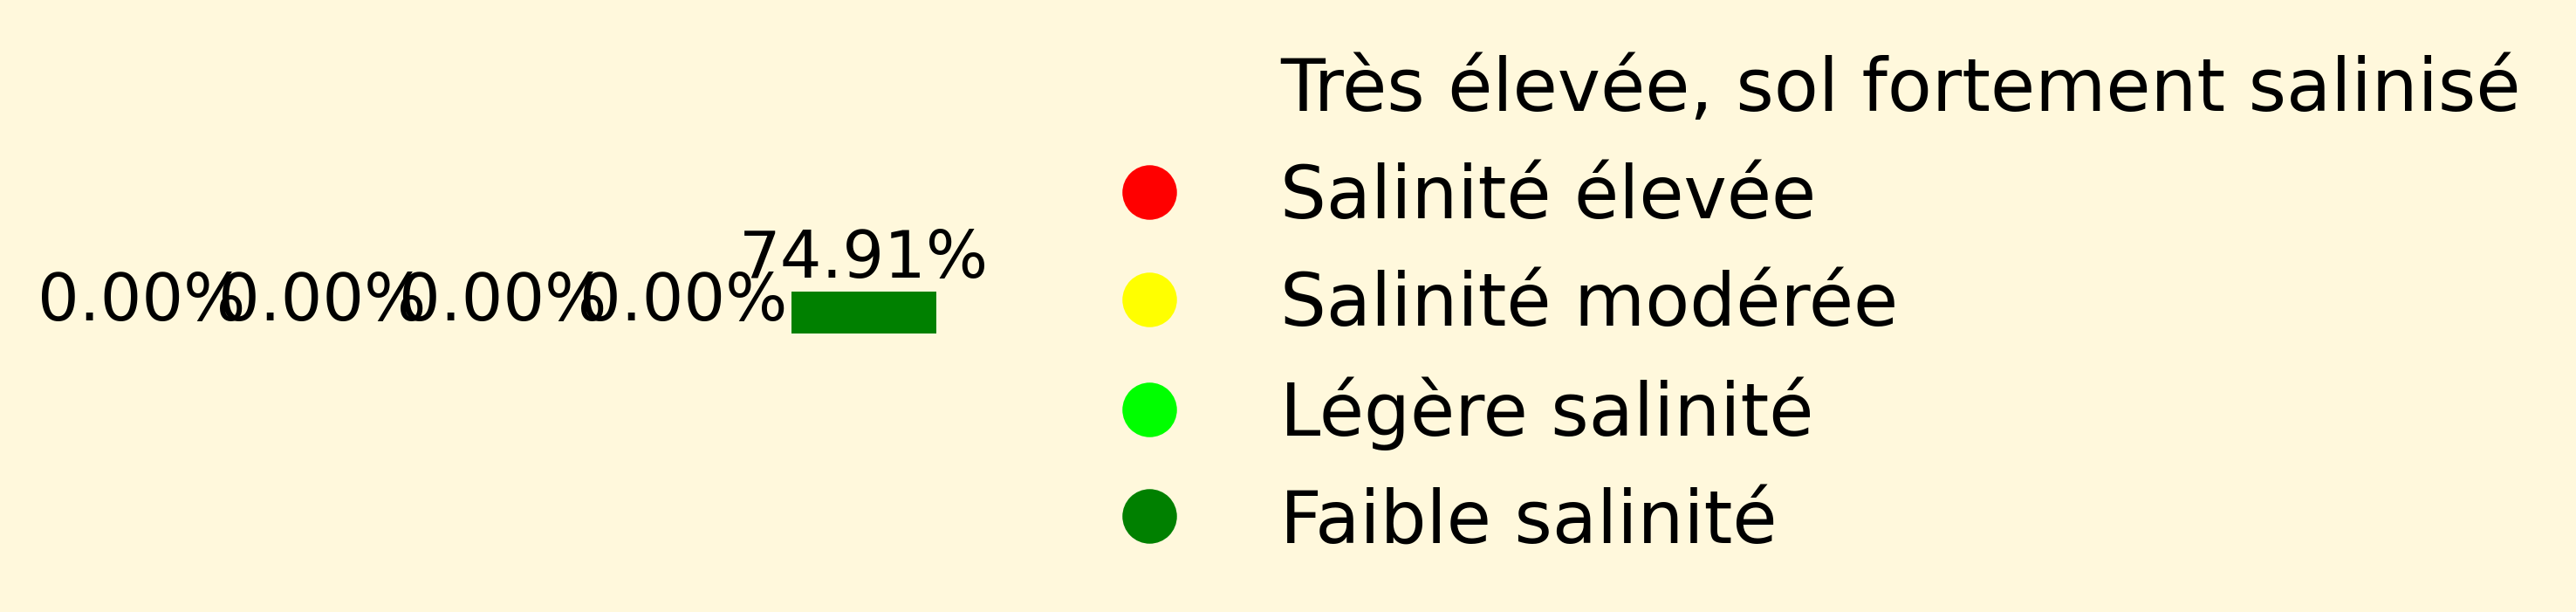 Très élevée, sol fortement salinisé
Salinité élevée
74.91%
0.00% 0.00% 0.00% 0.00%
Salinité modérée
Légère salinité
Faible salinité